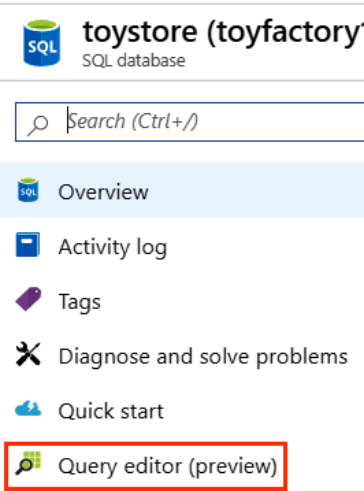 SQL
toystore (toyfactory
SQL database
Search (Ctrl+/)
SQL
Overview
Activity log
Tags
Diagnose and solve problems
Quick start
Query editor (preview)